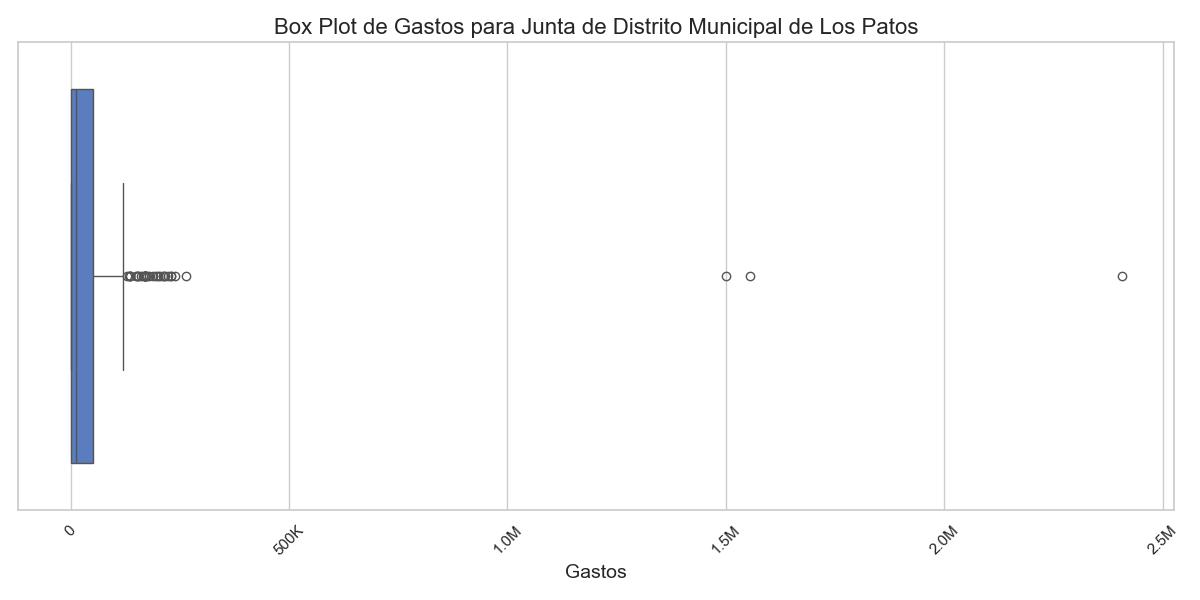 Box Plot de Gastos para Junta de Distrito Municipal de Los Patos
0
500K
1.0M
1.5M
2.0M
2.5M
Gastos